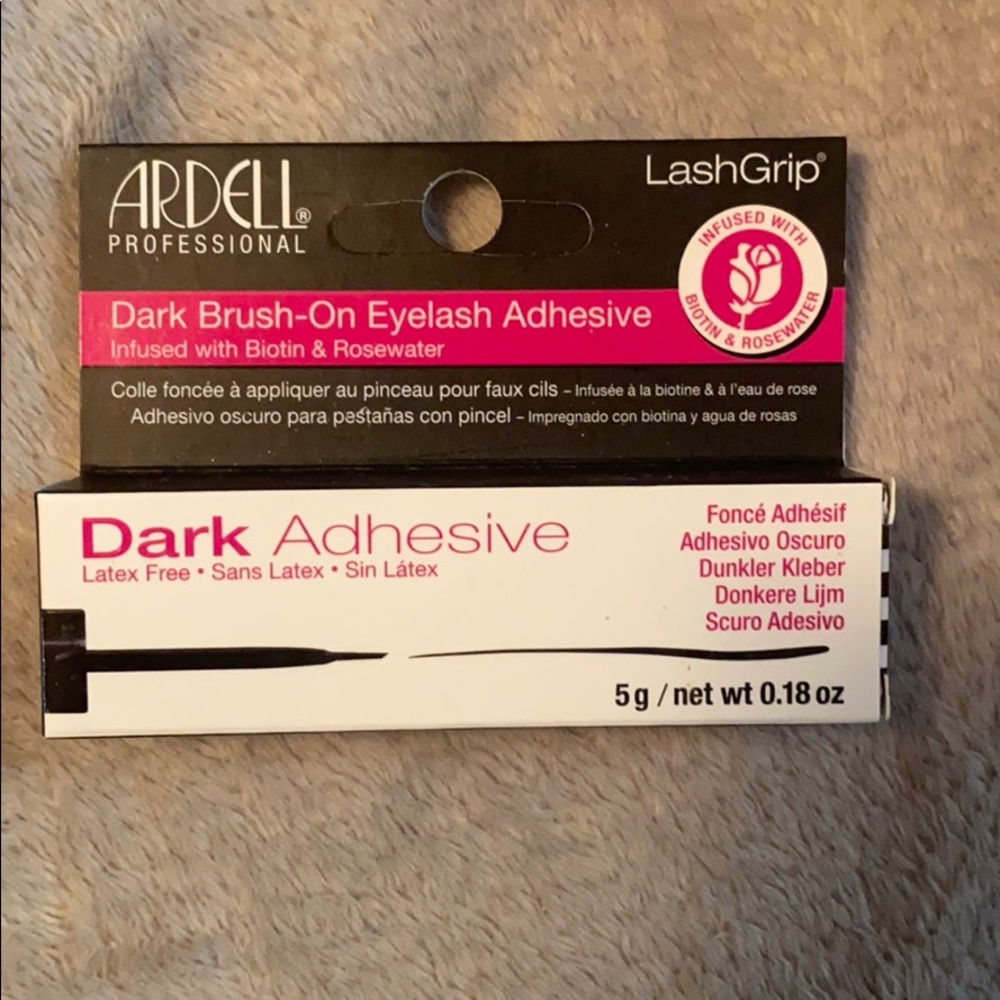 ARDELL®
PROFESSIONAL
LashGrip®
INFUSED WITH
BIOTIN & ROSEWATER
Dark Brush-On Eyelash Adhesive
Infused with Biotin & Rosewater
Colle foncée à appliquer au pinceau pour faux cils – Infusée à la biotine & à l'eau de rose
Adhesivo oscuro para pestañas con pincel – Impregnado con biotina y agua de rosas
Dark Adhesive
Latex Free • Sans Latex • Sin Látex
Foncé Adhésif
Adhesivo Oscuro
Dunkler Kleber
Donkere Lijm
Scuro Adesivo
5 g / net wt 0.18 oz